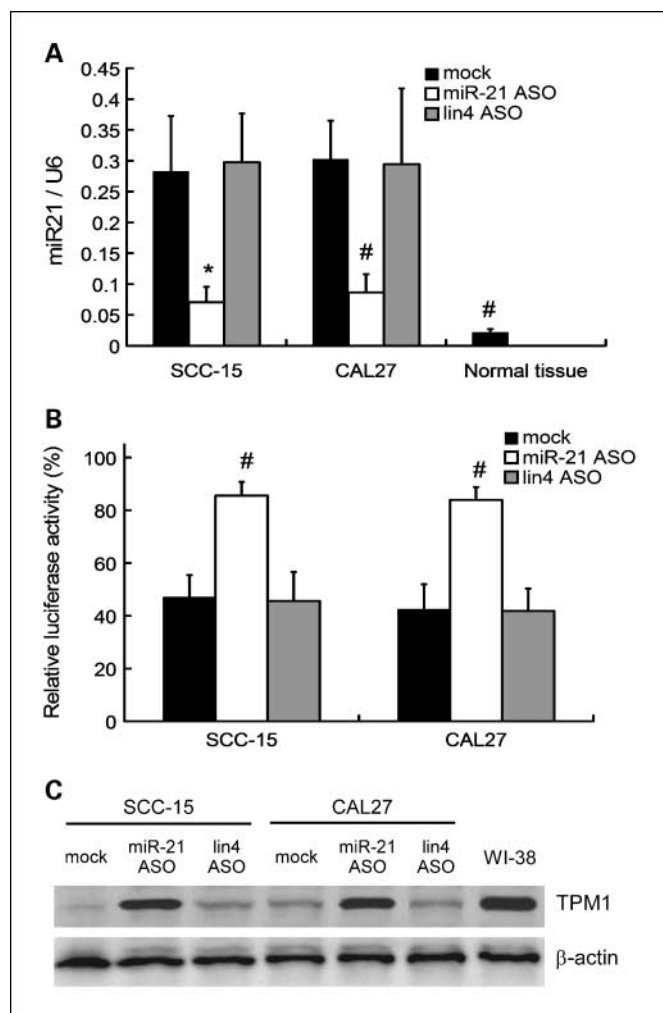 A
mock
miR-21 ASO
lin4 ASO
miR21 / U6
0.45
0.4
0.35
0.3
0.25
0.2
0.15
0.1
0.05
0
* # #
SCC-15 CAL27 Normal tissue
B
mock
miR-21 ASO
lin4 ASO
Relative luciferase activity (%)
100
80
60
40
20
0
# #
SCC-15 CAL27
C
SCC-15 CAL27
mock miR-21 ASO lin4 ASO mock miR-21 ASO lin4 ASO WI-38
TPM1
β-actin